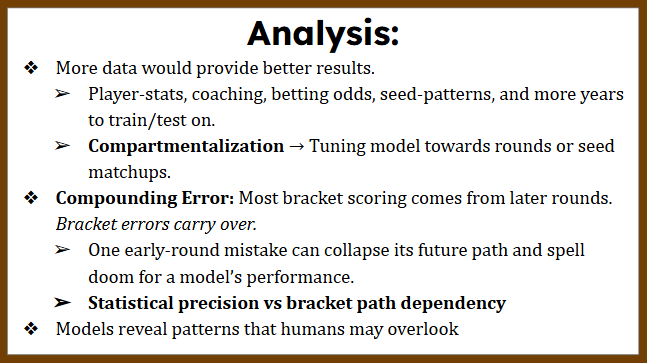 Analysis:
❖ More data would provide better results.
➢ Player-stats, coaching, betting odds, seed-patterns, and more years
to train/test on.
➢ Compartmentalization → Tuning model towards rounds or seed
matchups.
❖ Compounding Error: Most bracket scoring comes from later rounds.
Bracket errors carry over.
➢ One early-round mistake can collapse its future path and spell
doom for a model’s performance.
➢ Statistical precision vs bracket path dependency
❖ Models reveal patterns that humans may overlook